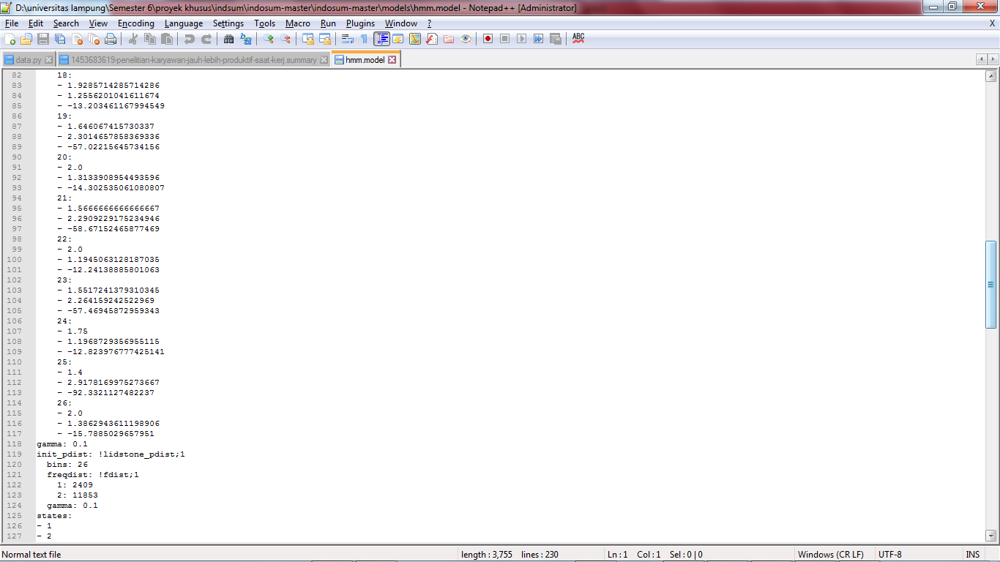 D:\universitas lampung\Semester 6\proyek khusus\indsum\indosum-master\indosum-master\models\hmm.model - Notepad++ [Administrator]
File Edit Search View Encoding Language Settings Tools Macro Run Plugins Window ? X
data.py 1453683619-penelitian-karyawan-jauh-lebih-produktif-saat-kerj.summary hmm.model
82 18:
83 - 1.9285714285714286
84 - 1.2556201041611674
85 - -13.203461167994549
86 19:
87 - 1.646067415730337
88 - 2.3014657858369336
89 - -57.02215645734156
90 20:
91 - 2.0
92 - 1.3133908954493596
93 - -14.302535061080807
94 21:
95 - 1.5666666666666667
96 - 2.2909229175234946
97 - -58.67152465877469
98 22:
99 - 2.0
100 - 1.1945063128187035
101 - -12.24138885801063
102 23:
103 - 1.5517241379310345
104 - 2.264159242522969
105 - -57.46945872959343
106 24:
107 - 1.75
108 - 1.1968729356955115
109 - -12.823976777425141
110 25:
111 - 1.4
112 - 2.9178169975273667
113 - -92.3321127482237
114 26:
115 - 2.0
116 - 1.3862943611198906
117 - -15.7885029657951
118 gamma: 0.1
119 init_pdist: !lidstone_pdist;1
120 bins: 26
121 freqdist: !fdist;1
122 1: 2409
123 2: 11853
124 gamma: 0.1
125 states:
126 - 1
127 - 2
Normal text file length : 3,755 lines : 230 Ln : 1 Col : 1 Sel : 0 | 0 Windows (CR LF) UTF-8 INS